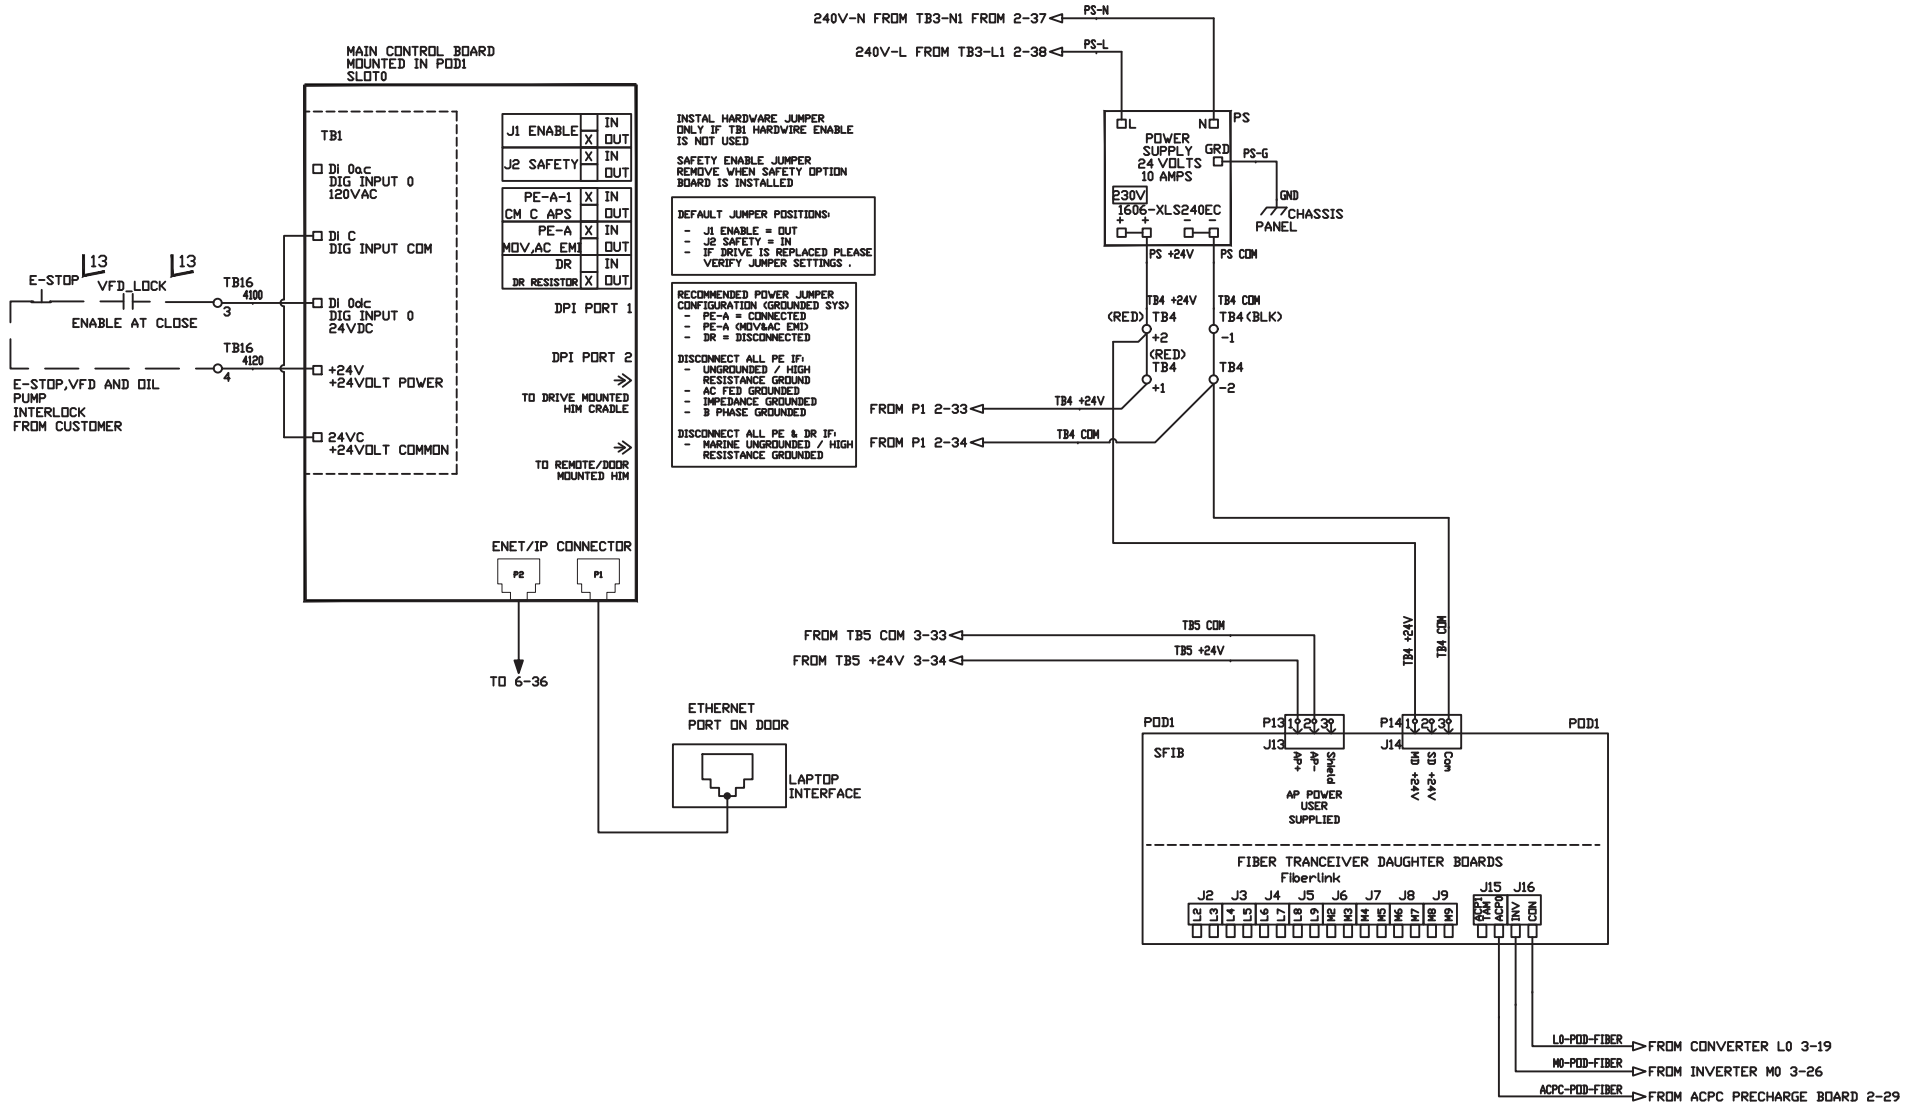 240V-N FROM TB3-N1 FROM 2-37
PS-N
240V-L FROM TB3-L1 2-38
PS-L
MAIN CONTROL BOARD
MOUNTED IN POD1
SLOT0
TB1
DI 0ac
DIG INPUT 0
120VAC
DI C
DIG INPUT COM
DI 0dc
DIG INPUT 0
24VDC
+24V
+24VOLT POWER
24VC
+24VOLT COMMON
J1 ENABLE
IN
X OUT
J2 SAFETY
X IN
OUT
PE-A-1 X IN
CM C APS OUT
PE-A X IN
MOV,AC EMI OUT
DR IN
DR RESISTOR X OUT
DPI PORT 1
DPI PORT 2
TO DRIVE MOUNTED
HIM CRADLE
TO REMOTE/DOOR
MOUNTED HIM
ENET/IP CONNECTOR
P2
P1
TO 6-36
13
13
E-STOP
VFD_LOCK
ENABLE AT CLOSE
TB16
4100
3
TB16
4120
4
E-STOP,VFD AND OIL
PUMP
INTERLOCK
FROM CUSTOMER
INSTAL HARDWARE JUMPER
ONLY IF TB1 HARDWIRE ENABLE
IS NOT USED
SAFETY ENABLE JUMPER
REMOVE WHEN SAFETY OPTION
BOARD IS INSTALLED
DEFAULT JUMPER POSITIONS:
- J1 ENABLE = OUT
- J2 SAFETY = IN
- IF DRIVE IS REPLACED PLEASE
VERIFY JUMPER SETTINGS .
RECOMMENDED POWER JUMPER
CONFIGURATION (GROUNDED SYS)
- PE-A = CONNECTED
- PE-A (MOV&AC EMI)
- DR = DISCONNECTED
DISCONNECT ALL PE IF:
- UNGROUNDED / HIGH
RESISTANCE GROUND
- AC FED GROUNDED
- IMPEDANCE GROUNDED
- B PHASE GROUNDED
DISCONNECT ALL PE & DR IF:
- MARINE UNGROUNDED / HIGH
RESISTANCE GROUNDED
L
N
PS
POWER
SUPPLY
24 VOLTS
10 AMPS
GRD
PS-G
GND
CHASSIS
PANEL
230V
1606-XLS240EC
+ + - -
PS +24V
PS COM
TB4 +24V
TB4 COM
(RED) TB4
+2
TB4(BLK)
-1
(RED)
TB4
+1
TB4
-2
FROM P1 2-33
TB4 +24V
FROM P1 2-34
TB4 COM
FROM TB5 COM 3-33
TB5 COM
FROM TB5 +24V 3-34
TB5 +24V
TB4 +24V
TB4 COM
ETHERNET
PORT ON DOOR
LAPTOP
INTERFACE
POD1
P13 1 2 3
P14 1 2 3
POD1
SFIB
J13
J14
AP+
AP-
Shield
MD +24V
SD +24V
Com
AP POWER
USER
SUPPLIED
FIBER TRANCEIVER DAUGHTER BOARDS
Fiberlink
J2 J3 J4 J5 J6 J7 J8 J9 J15 J16
L2 L3 L4 L5 L6 L7 L8 L9 M2 M3 M4 M5 M6 M7 M8 M9
ACP1
TAM
ACP0
INV
CON
L0-POD-FIBER
FROM CONVERTER L0 3-19
M0-POD-FIBER
FROM INVERTER M0 3-26
ACPC-POD-FIBER
FROM ACPC PRECHARGE BOARD 2-29